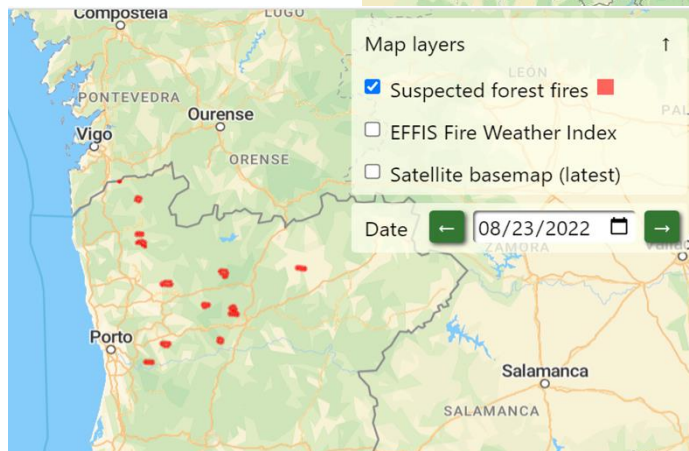 Compostela
LUGO
Map layers ↑
LEÓN
Suspected forest fires
PONTEVEDRA
Ourense
Vigo
EFFIS Fire Weather Index
ORENSE
Satellite basemap (latest)
Date ← 08/23/2022 →
ZAMORA
Porto
Salamanca
SALAMANCA